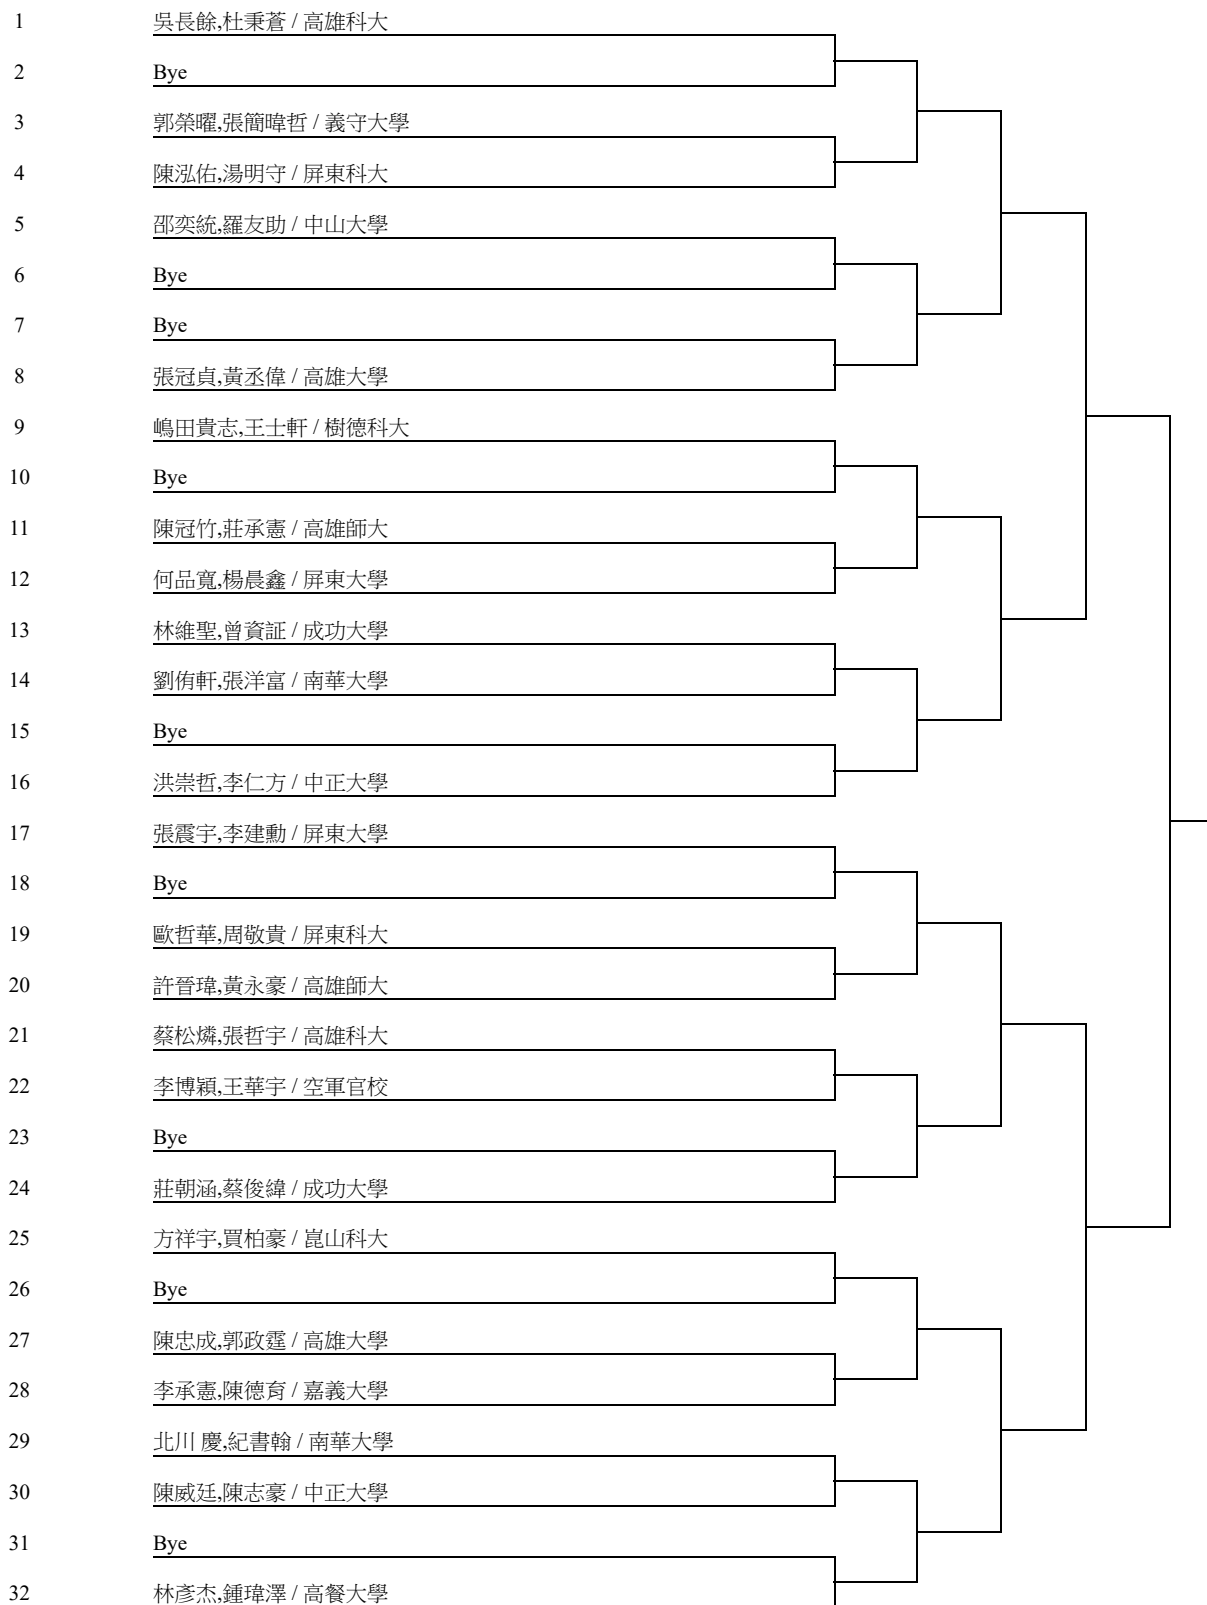 1 吳長餘,杜秉蒼 / 高雄科大
2 Bye
3 郭榮曜,張簡暐哲 / 義守大學
4 陳泓佑,湯明守 / 屏東科大
5 邵奕統,羅友助 / 中山大學
6 Bye
7 Bye
8 張冠貞,黃丞偉 / 高雄大學
9 嶋田貴志,王士軒 / 樹德科大
10 Bye
11 陳冠竹,莊承憲 / 高雄師大
12 何品寬,楊晨鑫 / 屏東大學
13 林維聖,曾資証 / 成功大學
14 劉侑軒,張洋富 / 南華大學
15 Bye
16 洪崇哲,李仁方 / 中正大學
17 張震宇,李建勳 / 屏東大學
18 Bye
19 歐哲華,周敬貴 / 屏東科大
20 許晉瑋,黃永豪 / 高雄師大
21 蔡松燐,張哲宇 / 高雄科大
22 李博穎,王華宇 / 空軍官校
23 Bye
24 莊朝涵,蔡俊緯 / 成功大學
25 方祥宇,買柏豪 / 崑山科大
26 Bye
27 陳忠成,郭政霆 / 高雄大學
28 李承憲,陳德育 / 嘉義大學
29 北川 慶,紀書翰 / 南華大學
30 陳威廷,陳志豪 / 中正大學
31 Bye
32 林彥杰,鍾瑋澤 / 高餐大學